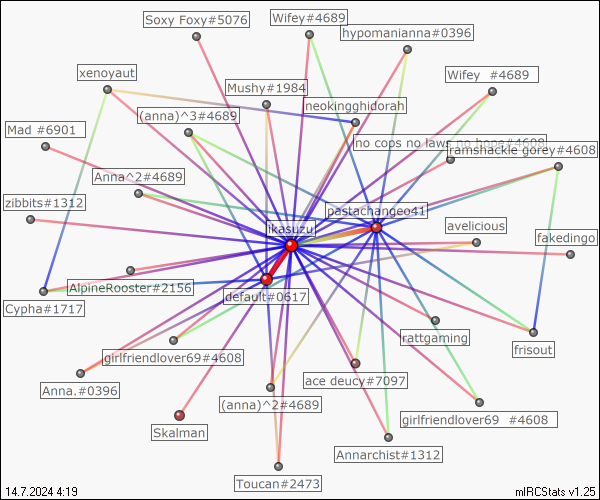 Soxy Foxy#5076
Wifey#4689
hypomanianna#0396
xenoyaut
Wifey  #4689
Mushy#1984
neokingghidorah
(anna)^3#4689
Mad #6901
no cops no laws no hope#4608
ramshackle gorey#4608
Anna^2#4689
zibbits#1312
pastachangeo41
ikasuzu
avelicious
fakedingo
AlpineRooster#2156
default#0617
Cypha#1717
rattgaming
frisout
girlfriendlover69#4608
Anna.#0396
ace deucy#7097
(anna)^2#4689
girlfriendlover69  #4608
Skalman
Annarchist#1312
Toucan#2473
14.7.2024 4:19
mIRCStats v1.25